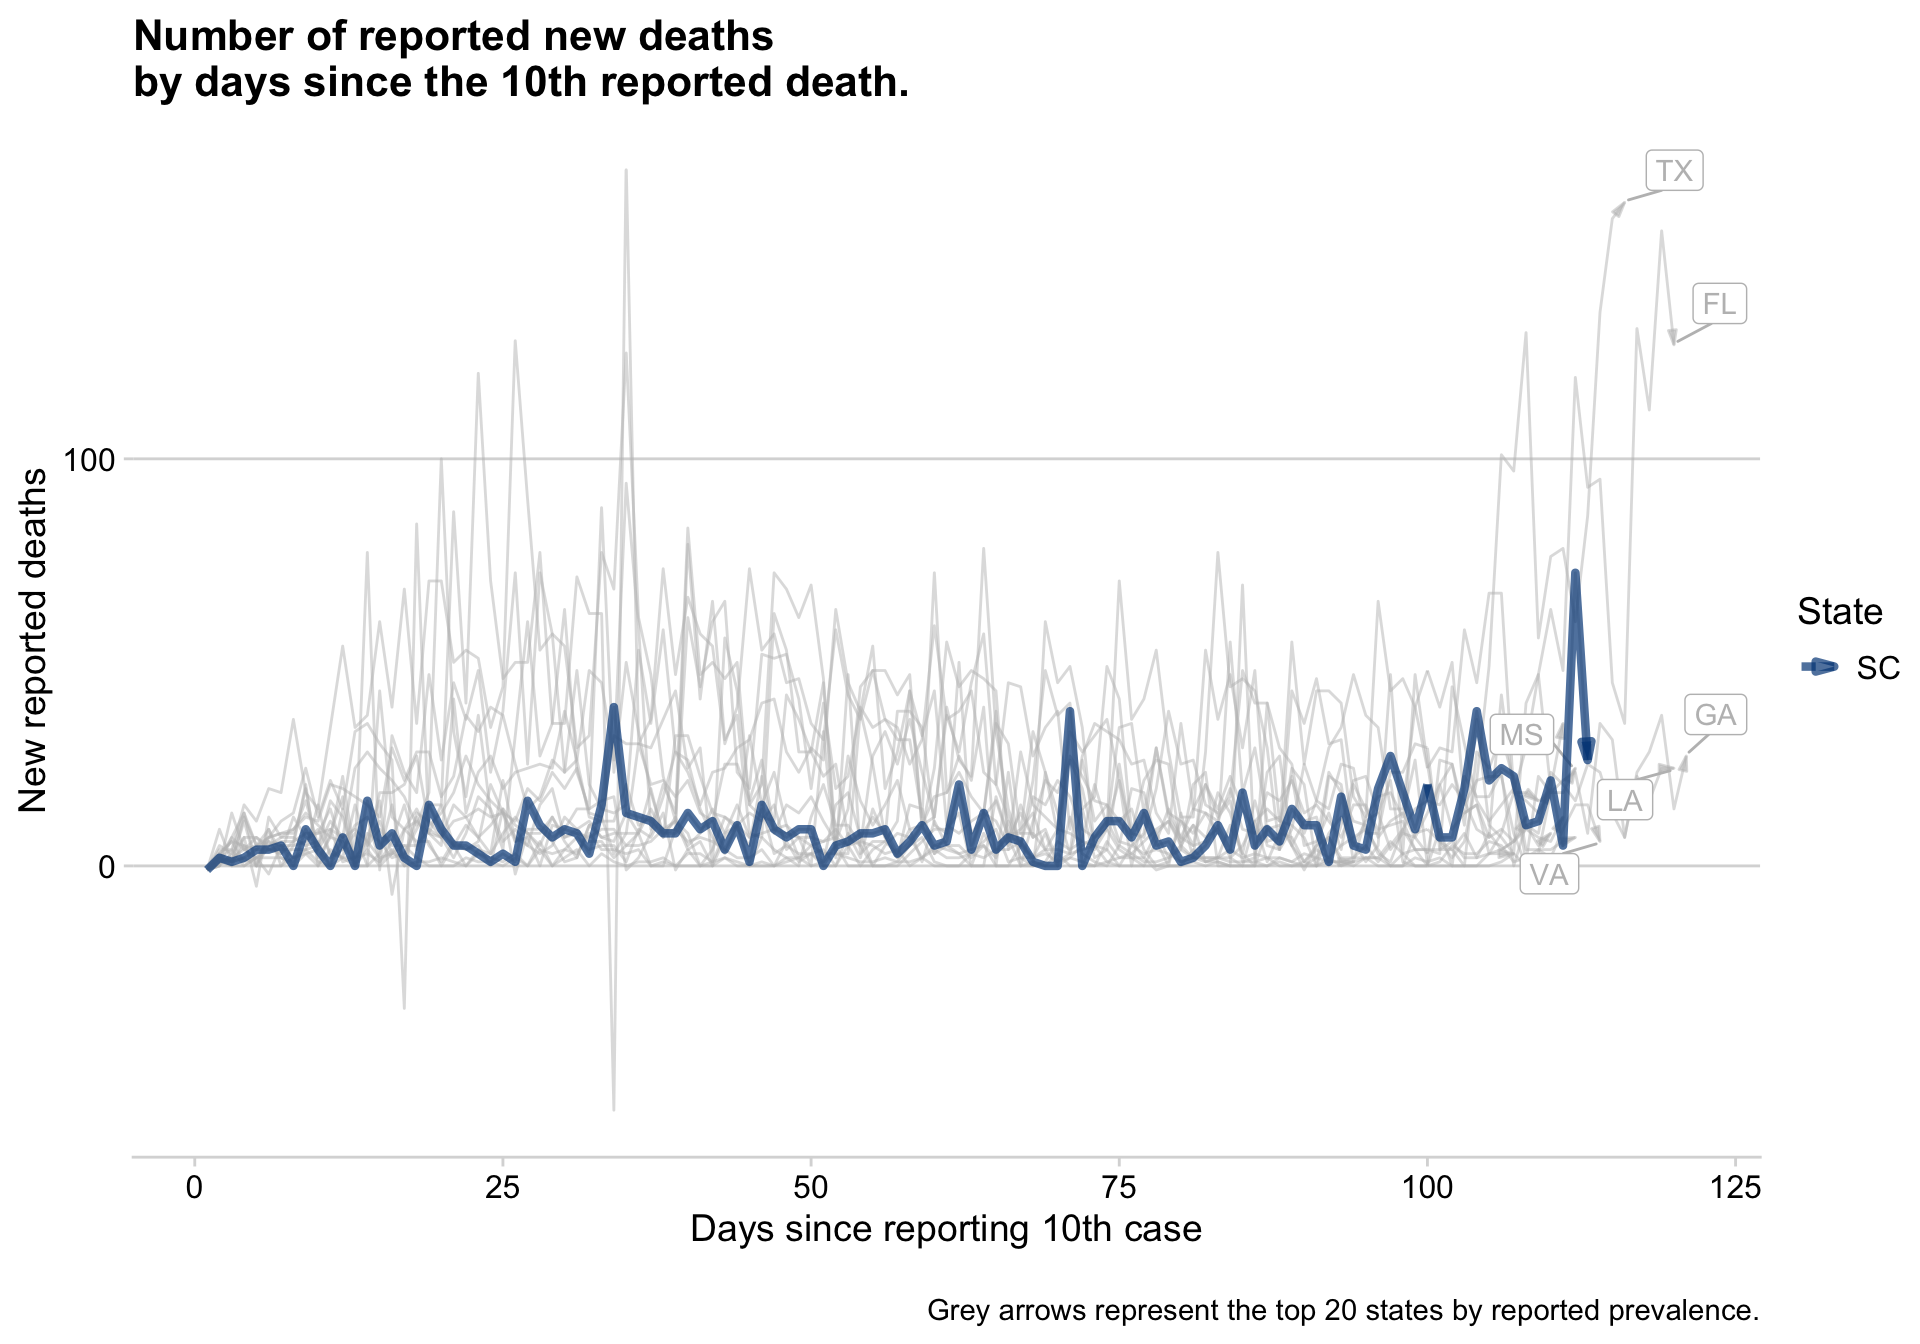 Number of reported new deaths
by days since the 10th reported death.
TX
FL
100
New reported deaths
State
SC
GA
MS
LA
VA
0
0 25 50 75 100 125
Days since reporting 10th case
Grey arrows represent the top 20 states by reported prevalence.